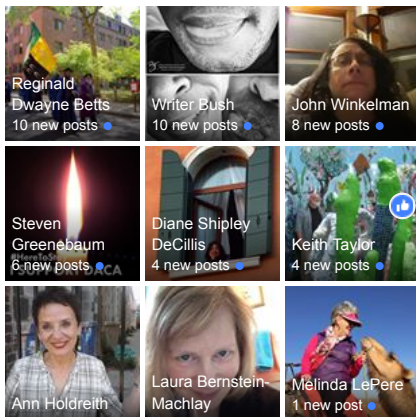 Reginald
Dwayne Betts
10 new posts
Writer Bush
10 new posts
John Winkelman
8 new posts
Steven
Greenebaum
6 new posts
SUPPORT DACA
Diane Shipley
DeCillis
4 new posts
Keith Taylor
4 new posts
Ann Holdreith
Laura Bernstein-
Machlay
Melinda LePere
1 new post